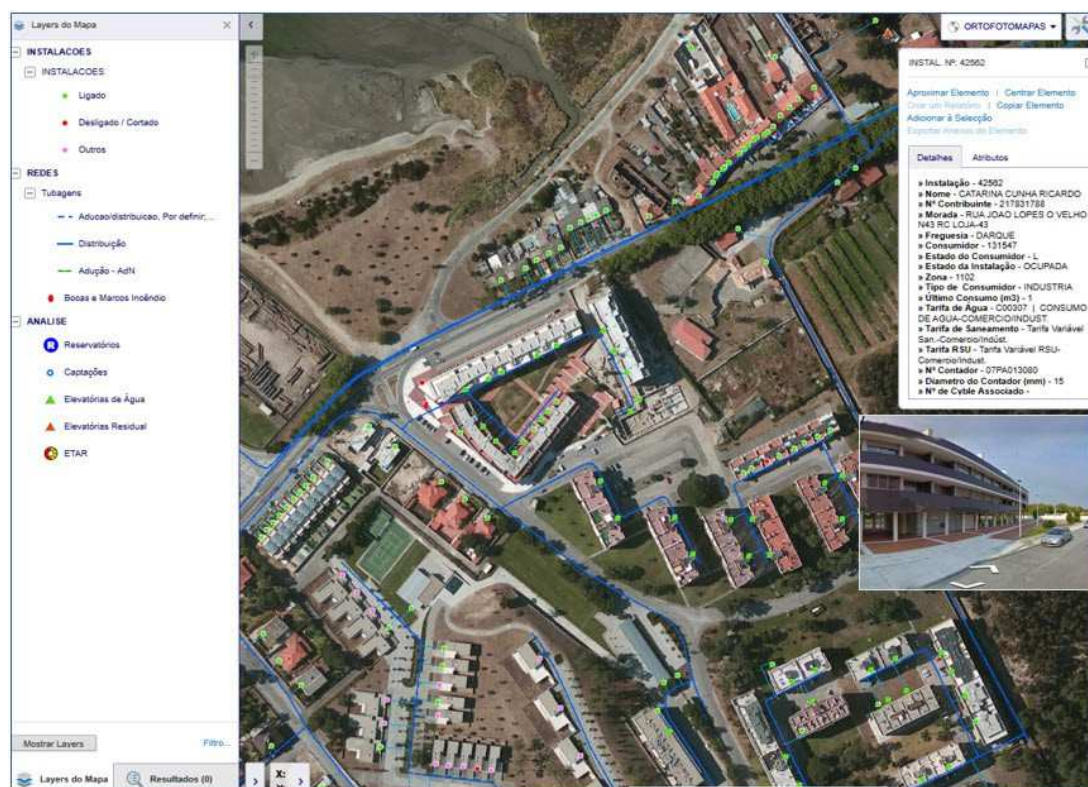 Layers do Mapa
INSTALACOES
INSTALACOES
Ligado
Desligado / Cortado
Outros
REDES
Tubagens
Aducao/distribuicao, Por definir,...
Distribuição
Adução - AdN
Bocas e Marcos Incêndio
ANALISE
R Reservatórios
Captações
Elevatórias de Água
Elevatórias Residual
ETAR
Mostrar Layers
Filtro...
Layers do Mapa
Resultados (0)
X:
ORTOFOTOMAPAS
INSTAL. Nº: 42562
Aproximar Elemento | Centrar Elemento
Criar um Relatório | Copiar Elemento
Adicionar à Selecção
Exportar Anexos do Elemento
Detalhes Atributos
» Instalação - 42562
» Nome - CATARINA CUNHA RICARDO
» Nº Contribuinte - 217831788
» Morada - RUA JOAO LOPES O VELHO
N43 RC LOJA-43
» Freguesia - DARQUE
» Consumidor - 131547
» Estado do Consumidor - L
» Estado da Instalação - OCUPADA
» Zona - 1102
» Tipo de Consumidor - INDUSTRIA
» Último Consumo (m3) - 1
» Tarifa de Água - C00307 | CONSUMO
DE AGUA-COMERCIO/INDUST.
» Tarifa de Saneamento - Tarifa Variável
San.-Comercio/Indúst.
» Tarifa RSU - Tarifa Variável RSU-
Comercio/Indust.
» Nº Contador - 07PA013080
» Diametro do Contador (mm) - 15
» Nº de Cyble Associado -